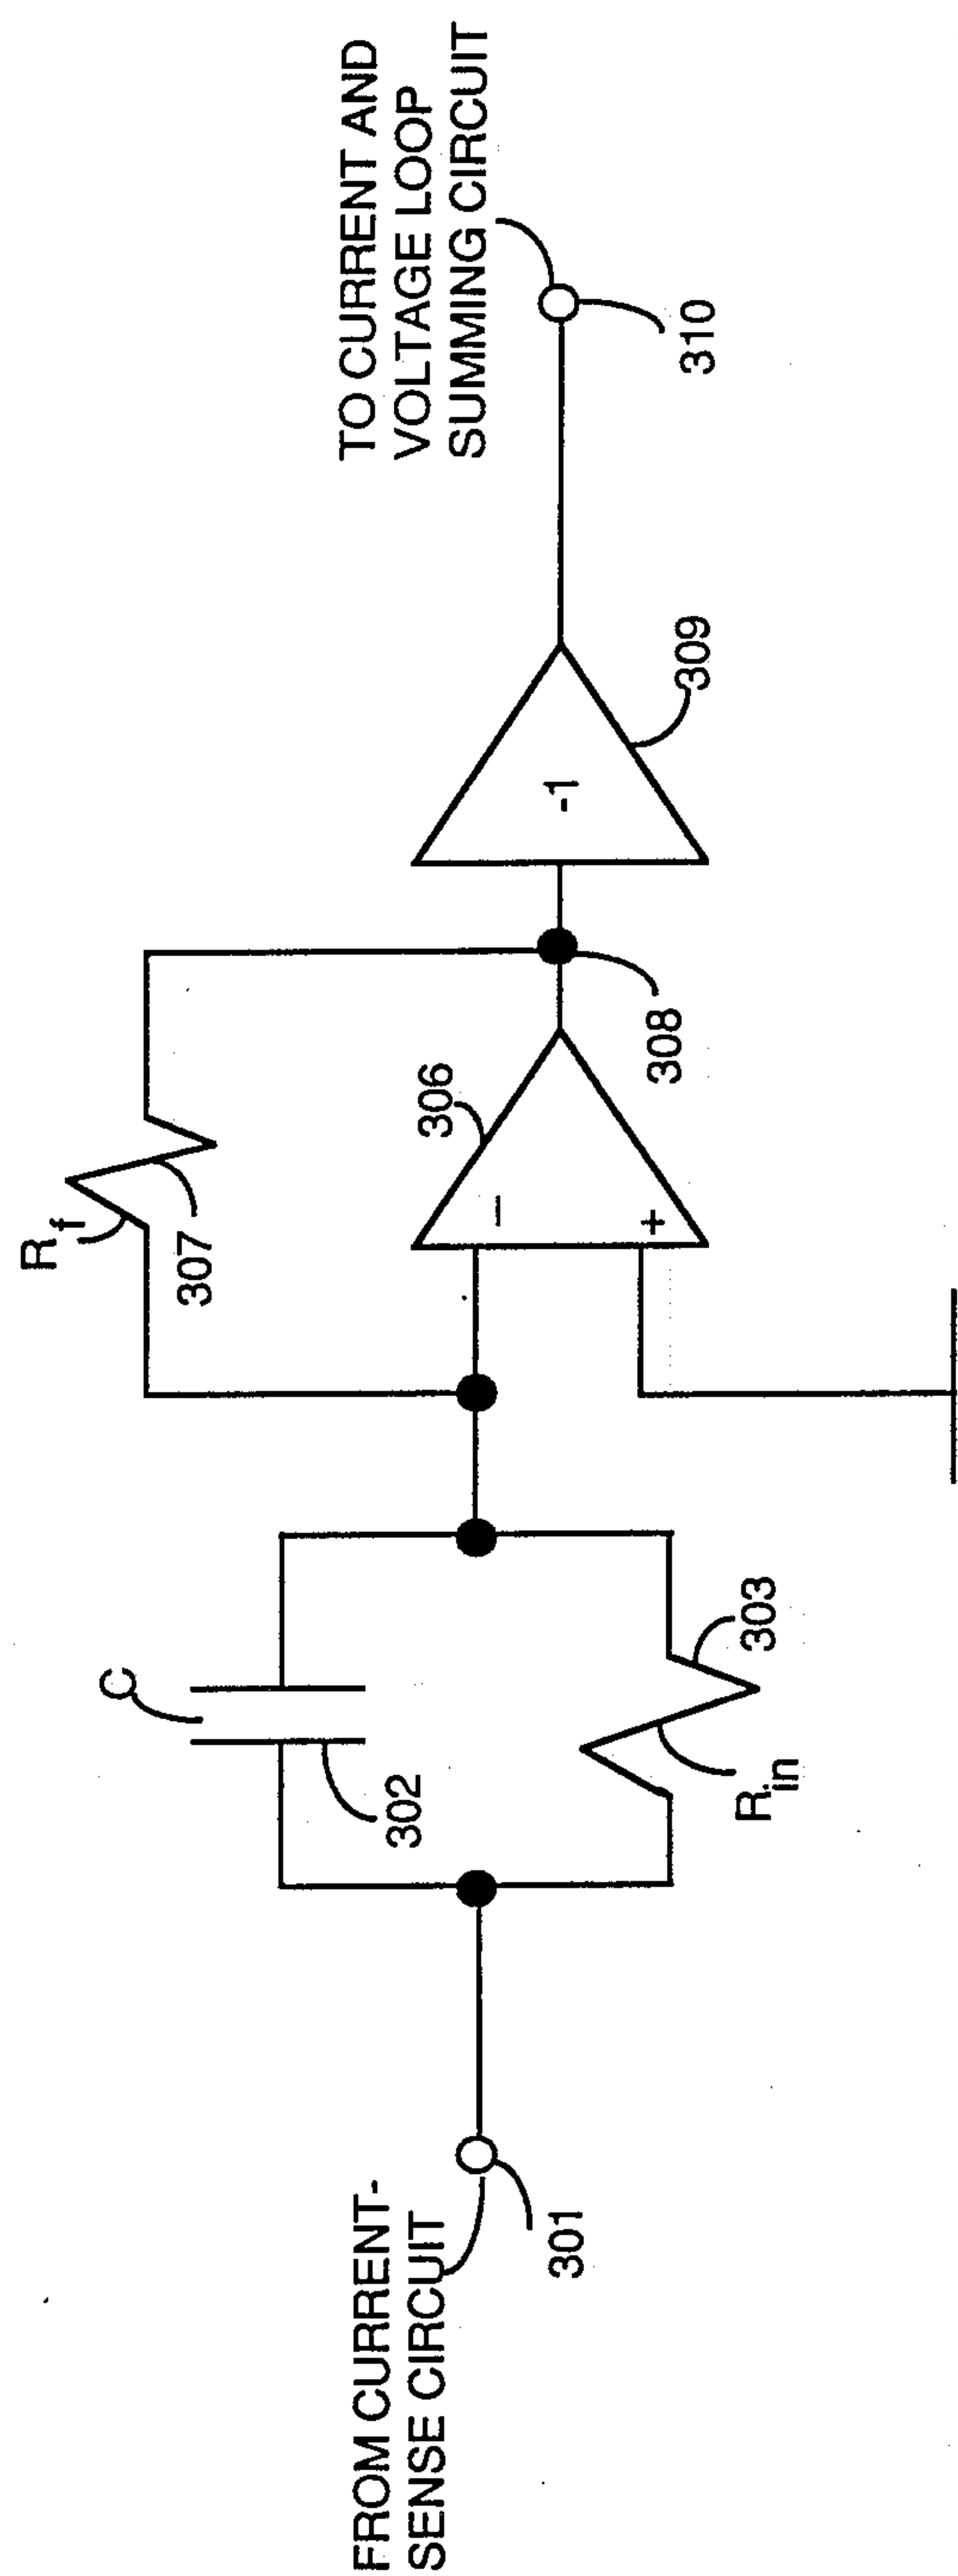 FROM CURRENT-
SENSE CIRCUIT
301
C
302
R in
303
R f
307
306
−
+
308
-1
309
310
TO CURRENT AND
VOLTAGE LOOP
SUMMING CIRCUIT